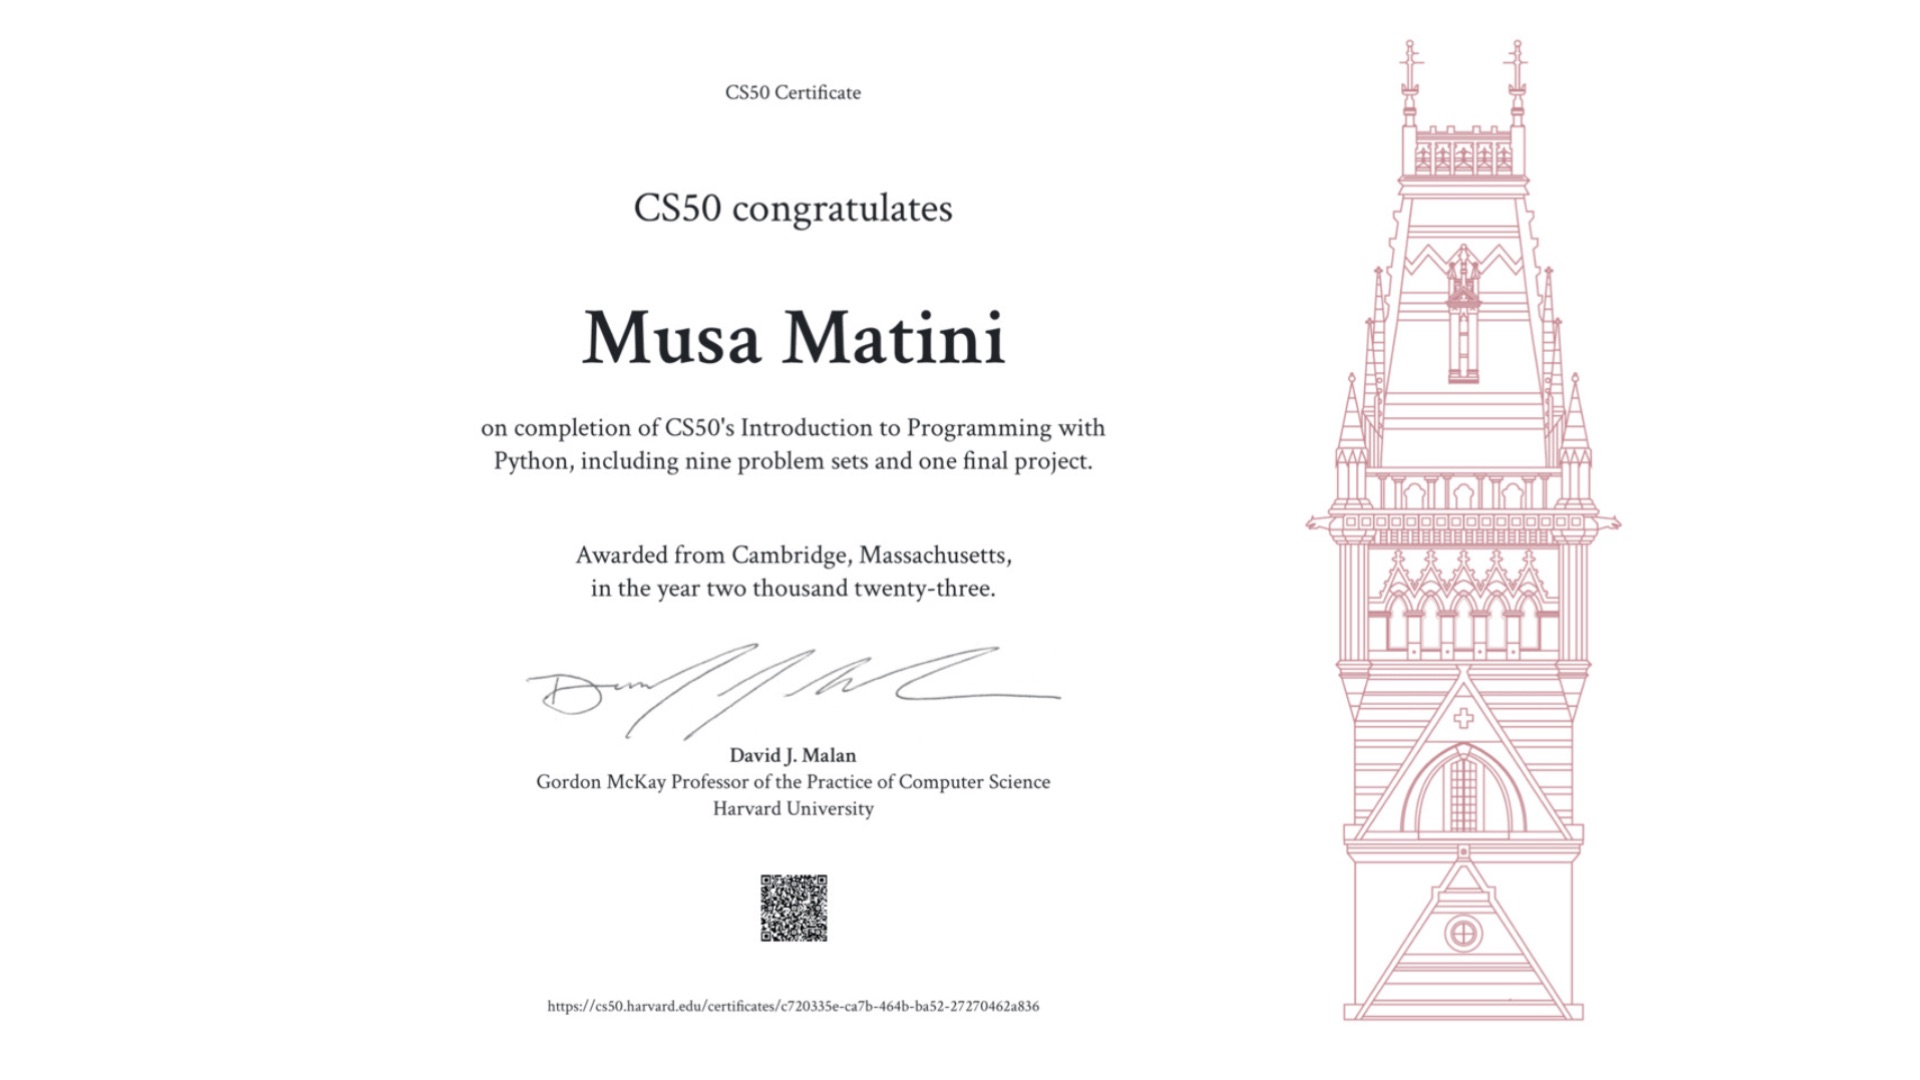 CS50 Certificate
CS50 congratulates
Musa Matini
on completion of CS50's Introduction to Programming with
Python, including nine problem sets and one final project.
Awarded from Cambridge, Massachusetts,
in the year two thousand twenty-three.
David J. Malan
Gordon McKay Professor of the Practice of Computer Science
Harvard University
https://cs50.harvard.edu/certificates/c720335e-ca7b-464b-ba52-27270462a836